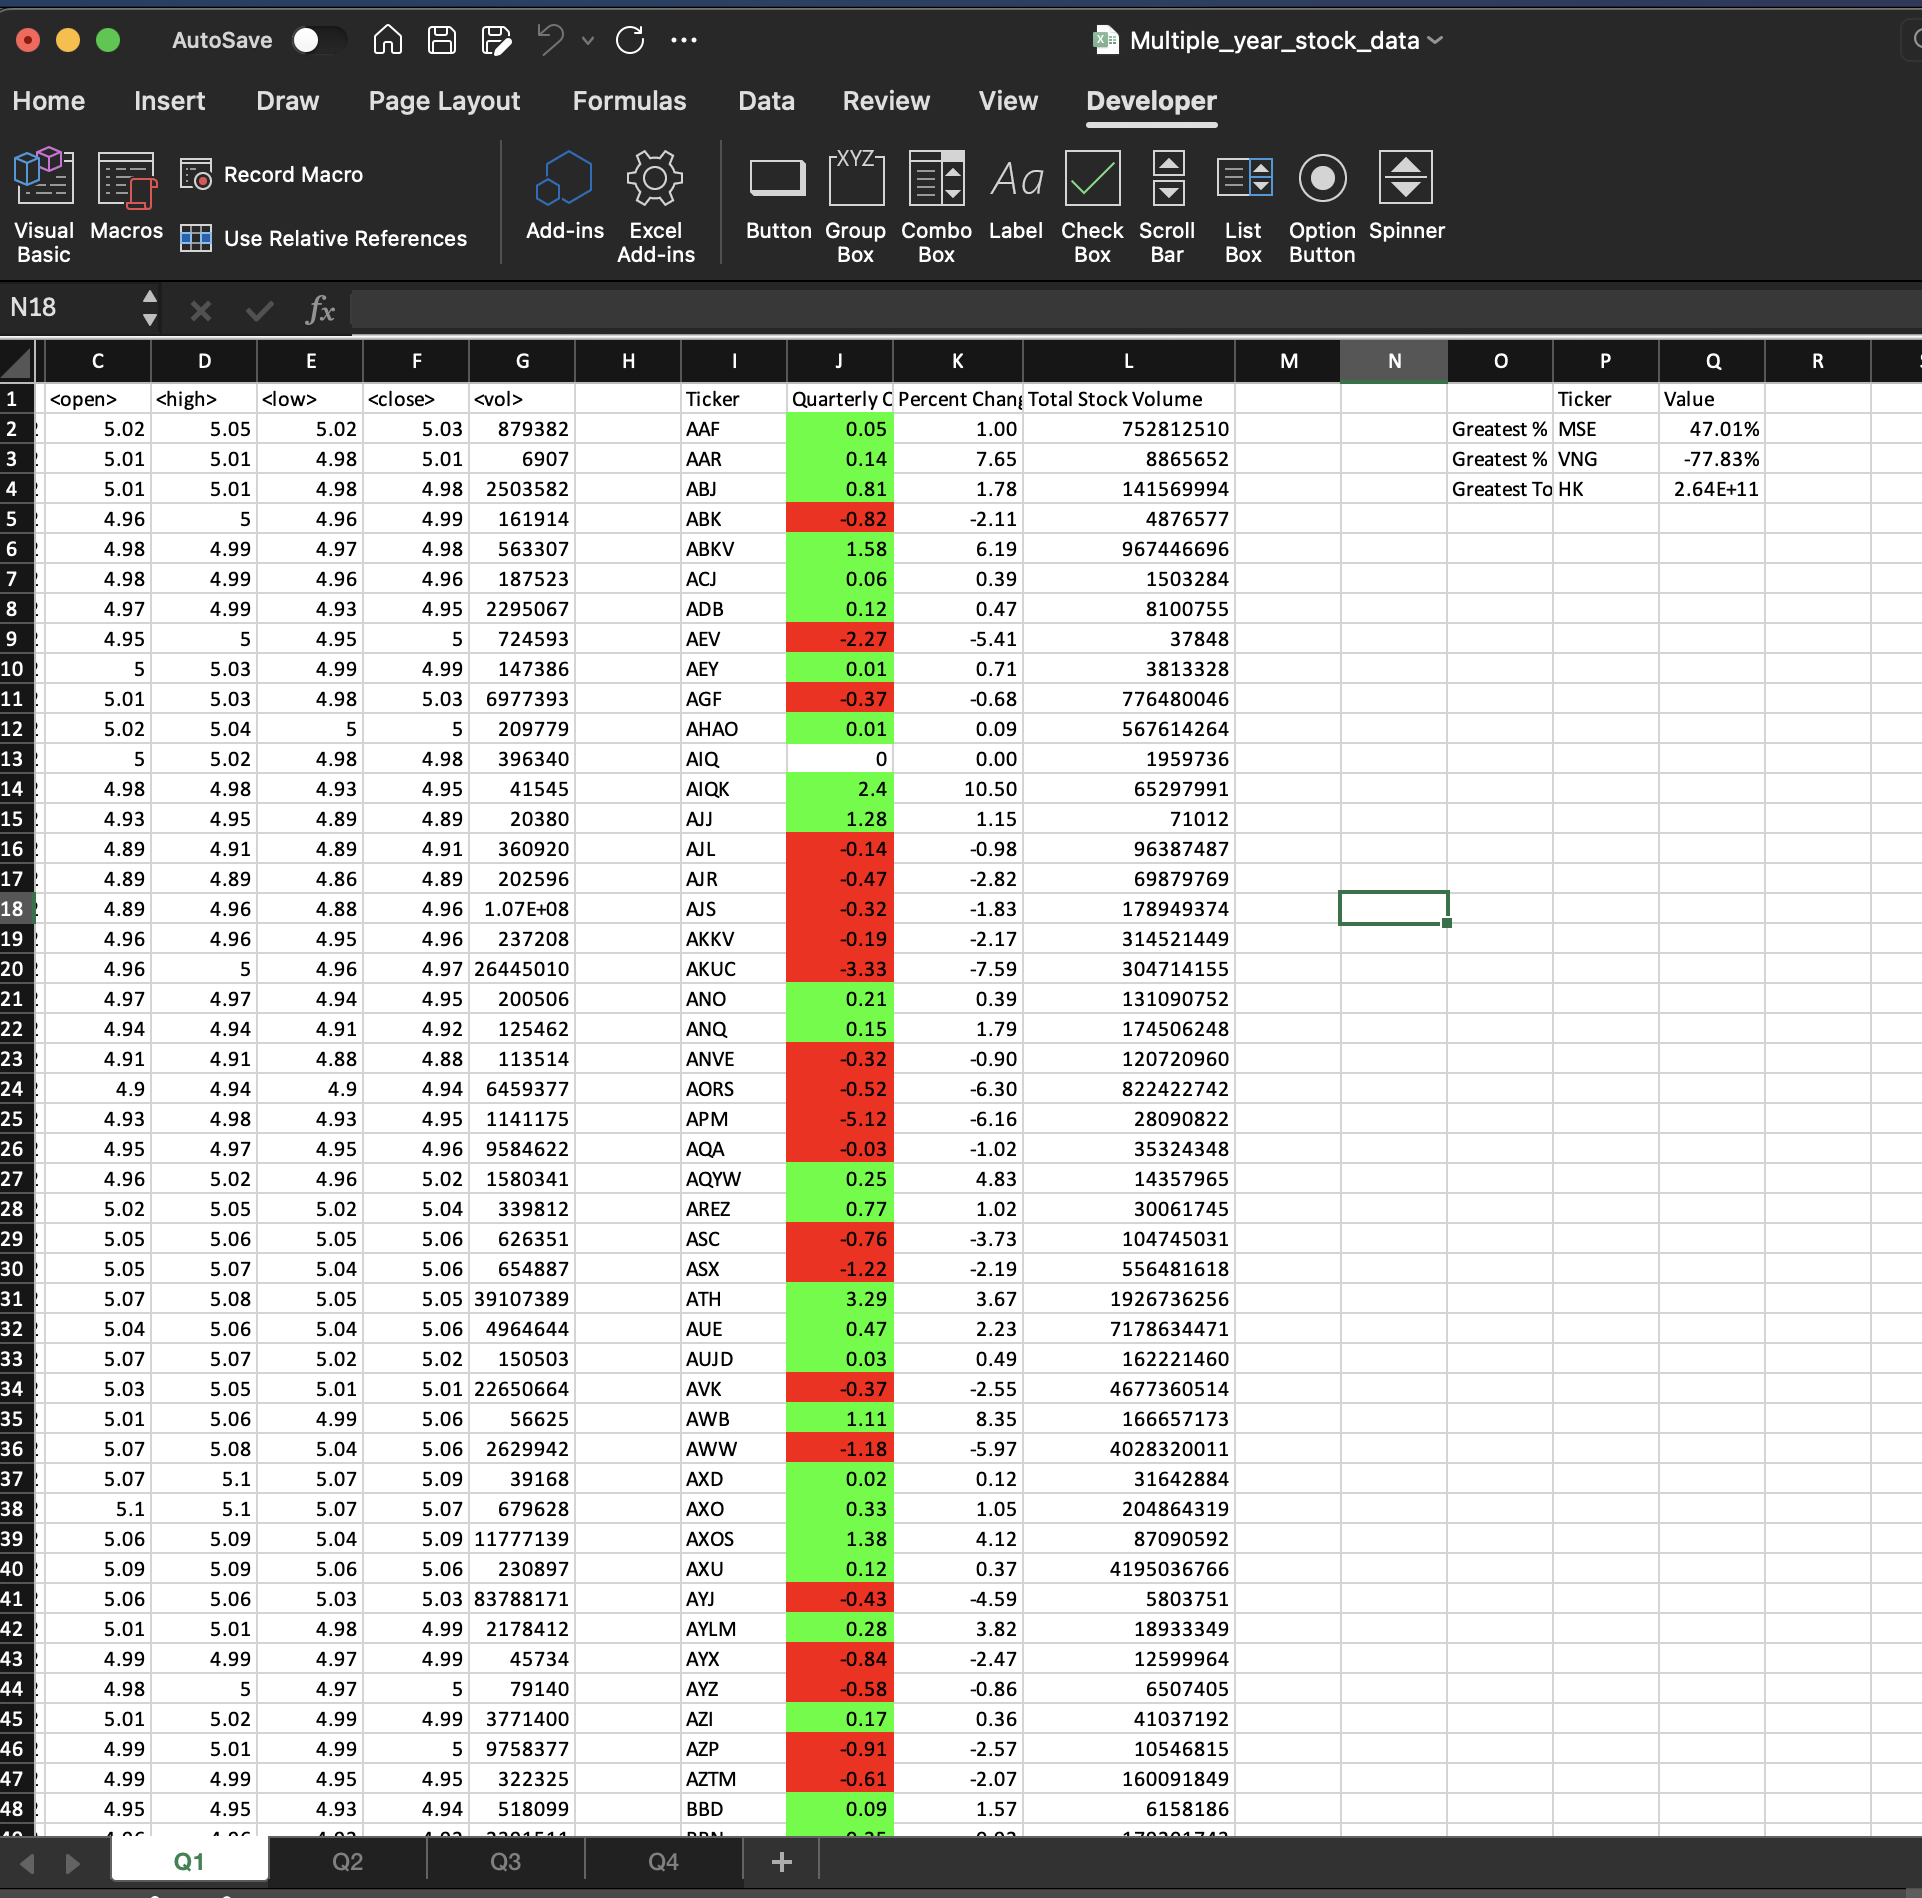 AutoSave Multiple_year_stock_data
Home Insert Draw Page Layout Formulas Data Review View Developer
Visual Basic Macros Record Macro Use Relative References Add-ins Excel Add-ins Button Group Box Combo Box Label Check Box Scroll Bar List Box Option Button Spinner
XYZ Aa
N18 fx
C D E F G H I J K L M N O P Q R
1 <open> <high> <low> <close> <vol> Ticker Quarterly C Percent Chang Total Stock Volume Ticker Value
2 5.02 5.05 5.02 5.03 879382 AAF 0.05 1.00 752812510 Greatest % MSE 47.01%
3 5.01 5.01 4.98 5.01 6907 AAR 0.14 7.65 8865652 Greatest % VNG -77.83%
4 5.01 5.01 4.98 4.98 2503582 ABJ 0.81 1.78 141569994 Greatest To HK 2.64E+11
5 4.96 5 4.96 4.99 161914 ABK -0.82 -2.11 4876577
6 4.98 4.99 4.97 4.98 563307 ABKV 1.58 6.19 967446696
7 4.98 4.99 4.96 4.96 187523 ACJ 0.06 0.39 1503284
8 4.97 4.99 4.93 4.95 2295067 ADB 0.12 0.47 8100755
9 4.95 5 4.95 5 724593 AEV -2.27 -5.41 37848
10 5 5.03 4.99 4.99 147386 AEY 0.01 0.71 3813328
11 5.01 5.03 4.98 5.03 6977393 AGF -0.37 -0.68 776480046
12 5.02 5.04 5 5 209779 AHAO 0.01 0.09 567614264
13 5 5.02 4.98 4.98 396340 AIQ 0 0.00 1959736
14 4.98 4.98 4.93 4.95 41545 AIQK 2.4 10.50 65297991
15 4.93 4.95 4.89 4.89 20380 AJJ 1.28 1.15 71012
16 4.89 4.91 4.89 4.91 360920 AJL -0.14 -0.98 96387487
17 4.89 4.89 4.86 4.89 202596 AJR -0.47 -2.82 69879769
18 4.89 4.96 4.88 4.96 1.07E+08 AJS -0.32 -1.83 178949374
19 4.96 4.96 4.95 4.96 237208 AKKV -0.19 -2.17 314521449
20 4.96 5 4.96 4.97 26445010 AKUC -3.33 -7.59 304714155
21 4.97 4.97 4.94 4.95 200506 ANO 0.21 0.39 131090752
22 4.94 4.94 4.91 4.92 125462 ANQ 0.15 1.79 174506248
23 4.91 4.91 4.88 4.88 113514 ANVE -0.32 -0.90 120720960
24 4.9 4.94 4.9 4.94 6459377 AORS -0.52 -6.30 822422742
25 4.93 4.98 4.93 4.95 1141175 APM -5.12 -6.16 28090822
26 4.95 4.97 4.95 4.96 9584622 AQA -0.03 -1.02 35324348
27 4.96 5.02 4.96 5.02 1580341 AQYW 0.25 4.83 14357965
28 5.02 5.05 5.02 5.04 339812 AREZ 0.77 1.02 30061745
29 5.05 5.06 5.05 5.06 626351 ASC -0.76 -3.73 104745031
30 5.05 5.07 5.04 5.06 654887 ASX -1.22 -2.19 556481618
31 5.07 5.08 5.05 5.05 39107389 ATH 3.29 3.67 1926736256
32 5.04 5.06 5.04 5.06 4964644 AUE 0.47 2.23 7178634471
33 5.07 5.07 5.02 5.02 150503 AUJD 0.03 0.49 162221460
34 5.03 5.05 5.01 5.01 22650664 AVK -0.37 -2.55 4677360514
35 5.01 5.06 4.99 5.06 56625 AWB 1.11 8.35 166657173
36 5.07 5.08 5.04 5.06 2629942 AWW -1.18 -5.97 4028320011
37 5.07 5.1 5.07 5.09 39168 AXD 0.02 0.12 31642884
38 5.1 5.1 5.07 5.07 679628 AXO 0.33 1.05 204864319
39 5.06 5.09 5.04 5.09 11777139 AXOS 1.38 4.12 87090592
40 5.09 5.09 5.06 5.06 230897 AXU 0.12 0.37 4195036766
41 5.06 5.06 5.03 5.03 83788171 AYJ -0.43 -4.59 5803751
42 5.01 5.01 4.98 4.99 2178412 AYLM 0.28 3.82 18933349
43 4.99 4.99 4.97 4.99 45734 AYX -0.84 -2.47 12599964
44 4.98 5 4.97 5 79140 AYZ -0.58 -0.86 6507405
45 5.01 5.02 4.99 4.99 3771400 AZI 0.17 0.36 41037192
46 4.99 5.01 4.99 5 9758377 AZP -0.91 -2.57 10546815
47 4.99 4.99 4.95 4.95 322325 AZTM -0.61 -2.07 160091849
48 4.95 4.95 4.93 4.94 518099 BBD 0.09 1.57 6158186
Q1 Q2 Q3 Q4